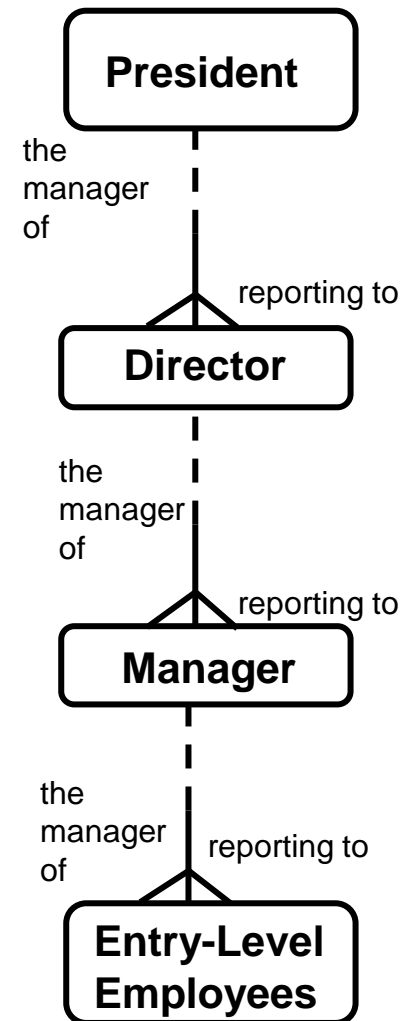 President
the
manager
of
reporting to
Director
the
manager
of
reporting to
Manager
the
manager
of
reporting to
Entry-Level
Employees